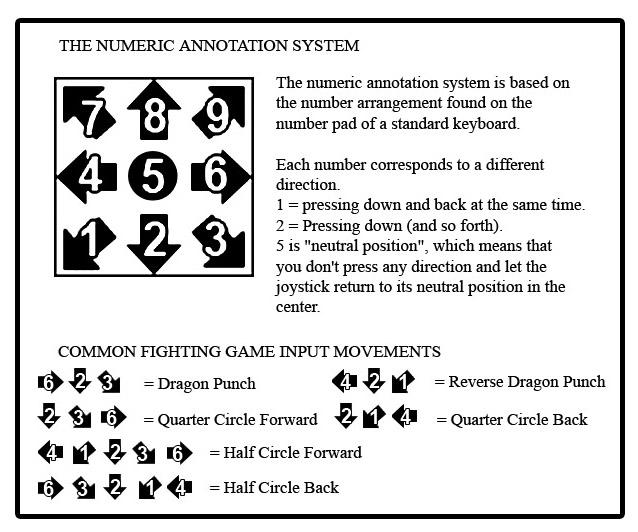 THE NUMERIC ANNOTATION SYSTEM
7 8 9
4 5 6
1 2 3
The numeric annotation system is based on
the number arrangement found on the
number pad of a standard keyboard.
Each number corresponds to a different
direction.
1 = pressing down and back at the same time.
2 = Pressing down (and so forth).
5 is "neutral position", which means that
you don't press any direction and let the
joystick return to its neutral position in the
center.
COMMON FIGHTING GAME INPUT MOVEMENTS
6 2 3 = Dragon Punch
4 2 1 = Reverse Dragon Punch
2 3 6 = Quarter Circle Forward
2 1 4 = Quarter Circle Back
4 1 2 3 6 = Half Circle Forward
6 3 2 1 4 = Half Circle Back